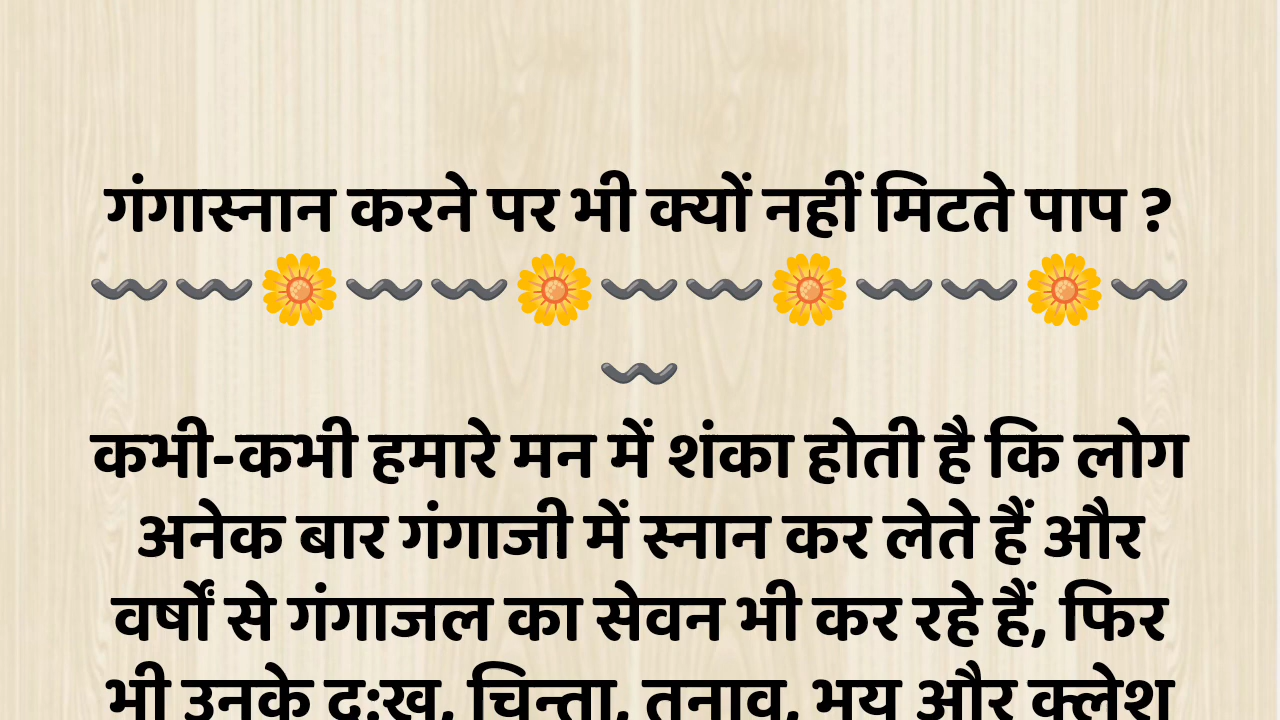 गंगास्नान करने पर भी क्यों नहीं मिटते पाप ?
〰〰🌼〰〰🌼〰〰🌼〰〰🌼〰
〰
कभी-कभी हमारे मन में शंका होती है कि लोग
अनेक बार गंगाजी में स्नान कर लेते हैं और
वर्षों से गंगाजल का सेवन भी कर रहे हैं, फिर
भी उनके दु:ख, चिन्ता, तनाव, भय और क्लेश